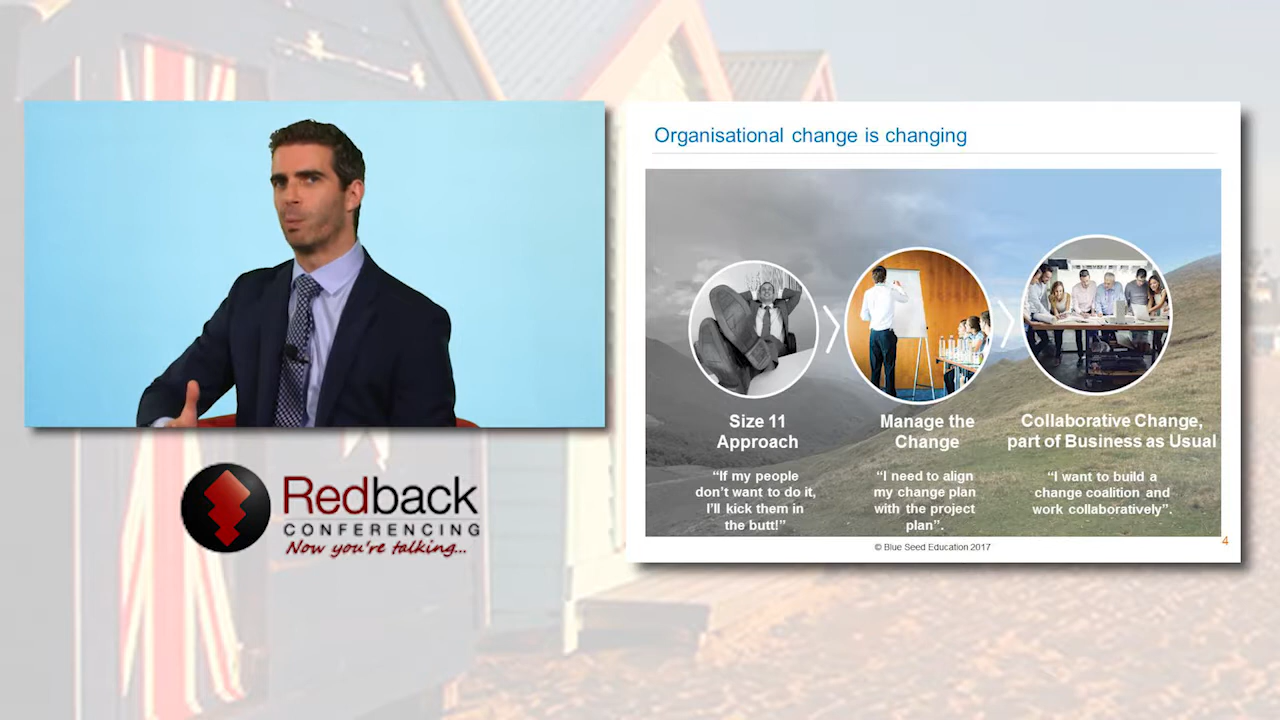 Redback
CONFERENCING
Now you're talking...
Organisational change is changing
Size 11
Approach
"If my people
don't want to do it,
I'll kick them in
the butt!"
Manage the
Change
"I need to align
my change plan
with the project
plan".
Collaborative Change,
part of Business as Usual
"I want to build a
change coalition and
work collaboratively".
© Blue Seed Education 2017
4